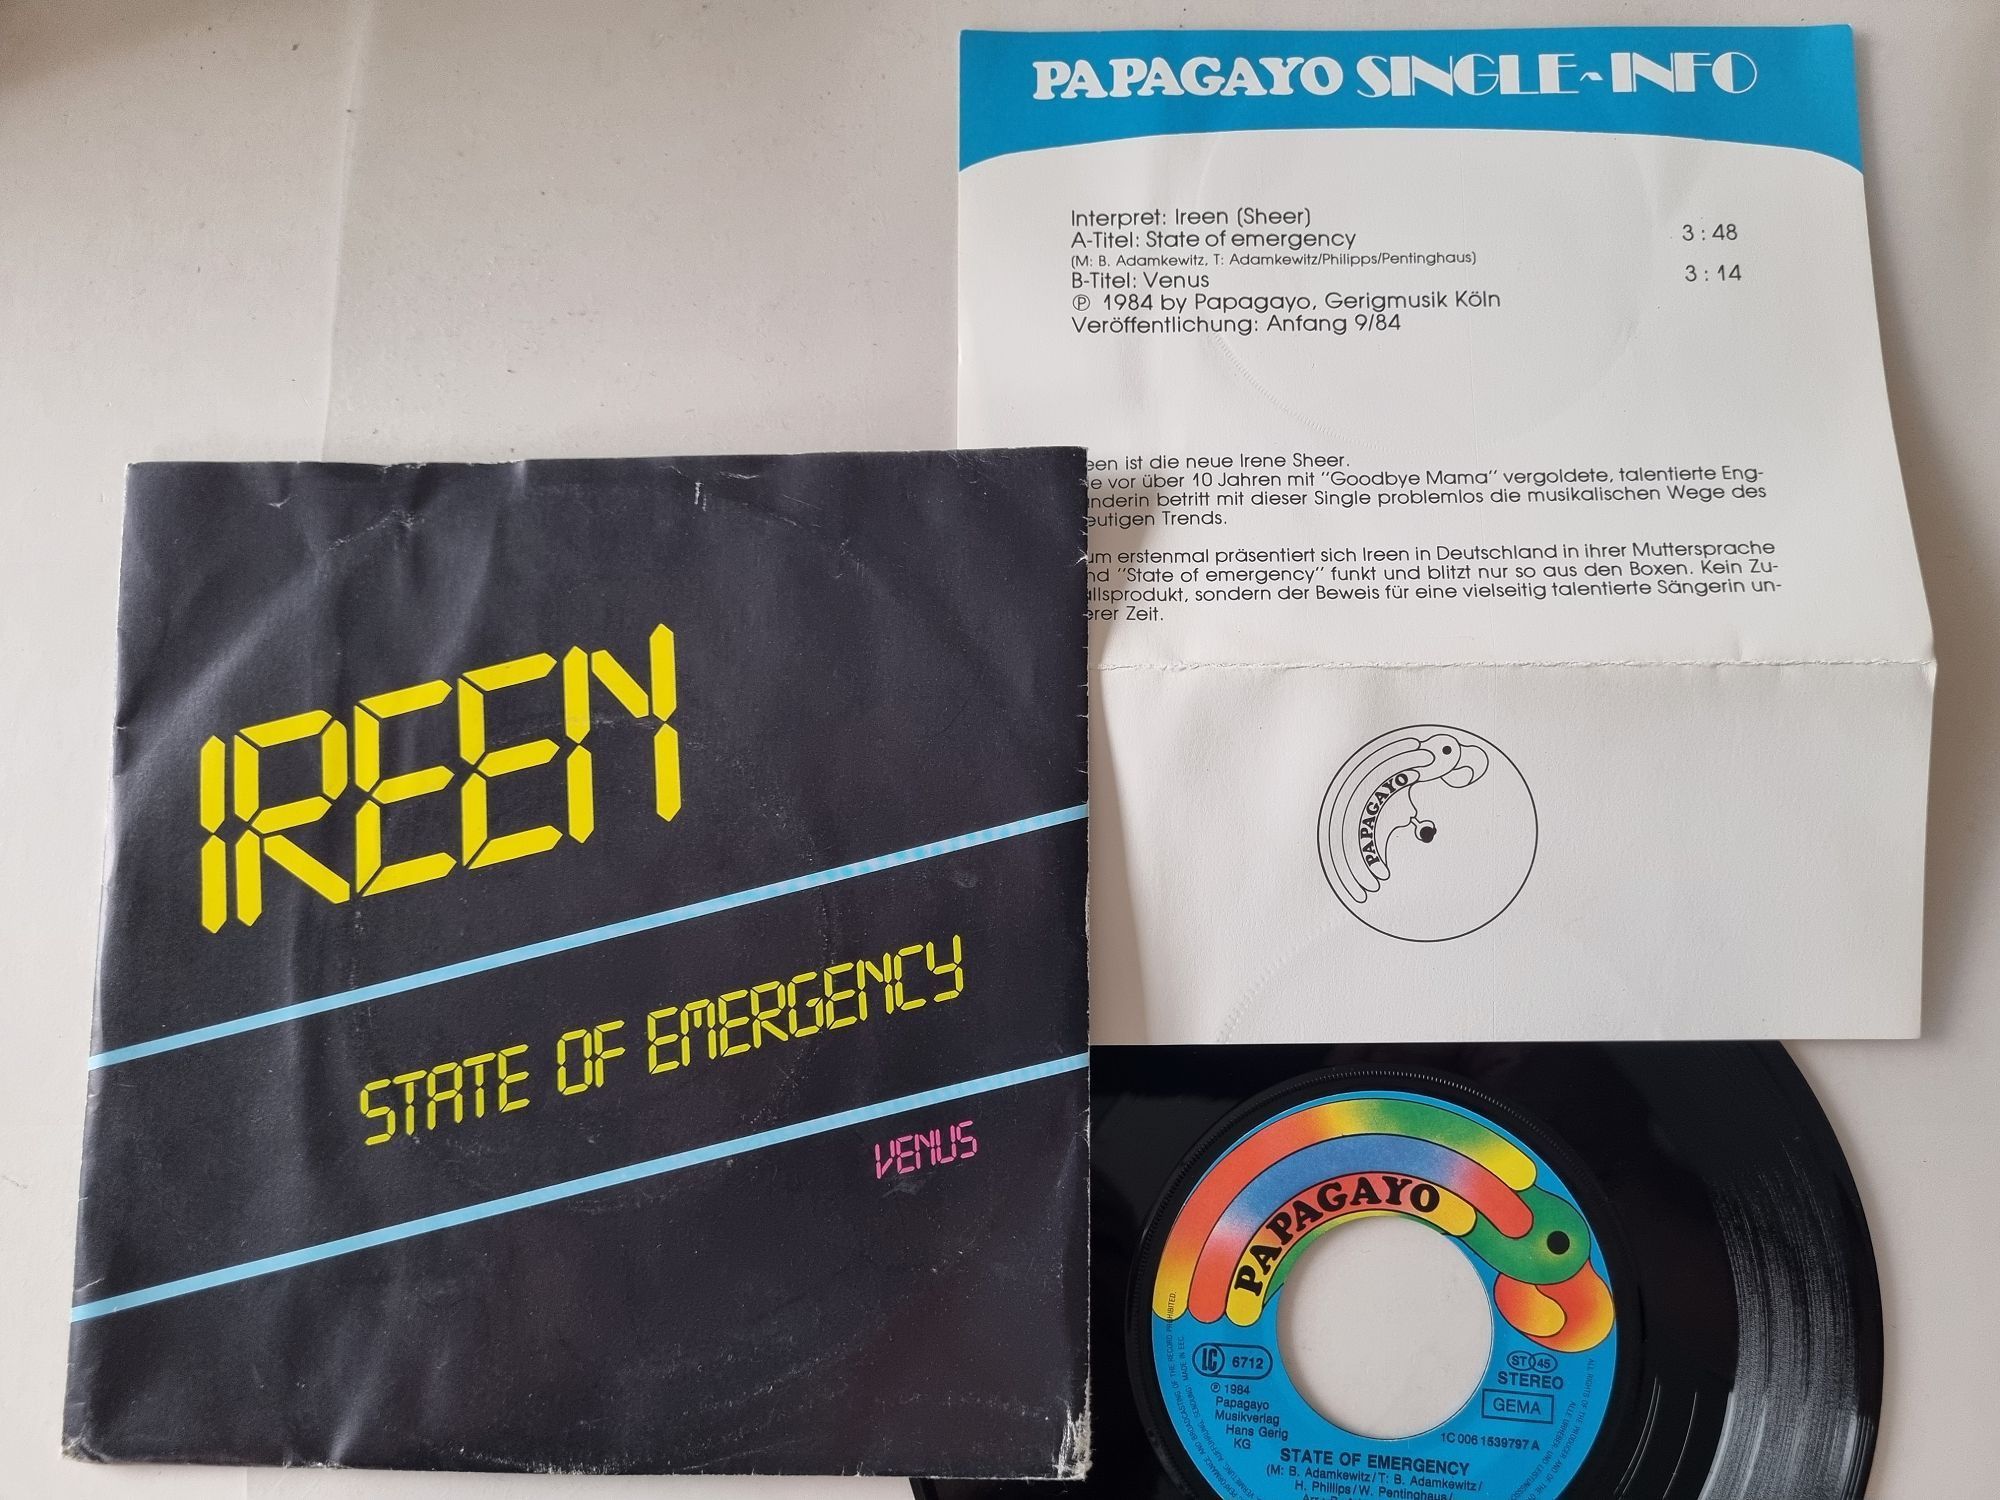 PAPAGAYO SINGLE-INFO
Interpret: Ireen (Sheer)
A-Titel: State of emergency 3:48
(M: B. Adamkewitz, T: Adamkewitz/Philipps/Pentinghaus)
B-Titel: Venus 3:14
℗ 1984 by Papagayo, Gerigmusik Köln
Veröffentlichung: Anfang 9/84
een ist die neue Irene Sheer.
e vor über 10 Jahren mit "Goodbye Mama" vergoldete, talentierte Eng-
nderin betritt mit dieser Single problemlos die musikalischen Wege des
eutigen Trends.
um erstenmal präsentiert sich Ireen in Deutschland in ihrer Muttersprache
nd "State of emergency" funkt und blitzt nur so aus den Boxen. Kein Zu-
llsprodukt, sondern der Beweis für eine vielseitig talentierte Sängerin un-
erer Zeit.
PAPAGAYO
IREEN
STATE OF EMERGENCY
VENUS
PAPAGAYO
LC 6712
℗ 1984
Papagayo
Musikverlag
Hans Gerig
KG
ST 45
STEREO
GEMA
1C 006 1539797 A
STATE OF EMERGENCY
(M: B. Adamkewitz/T: B. Adamkewitz/
H. Phillips/W. Pentinghaus/